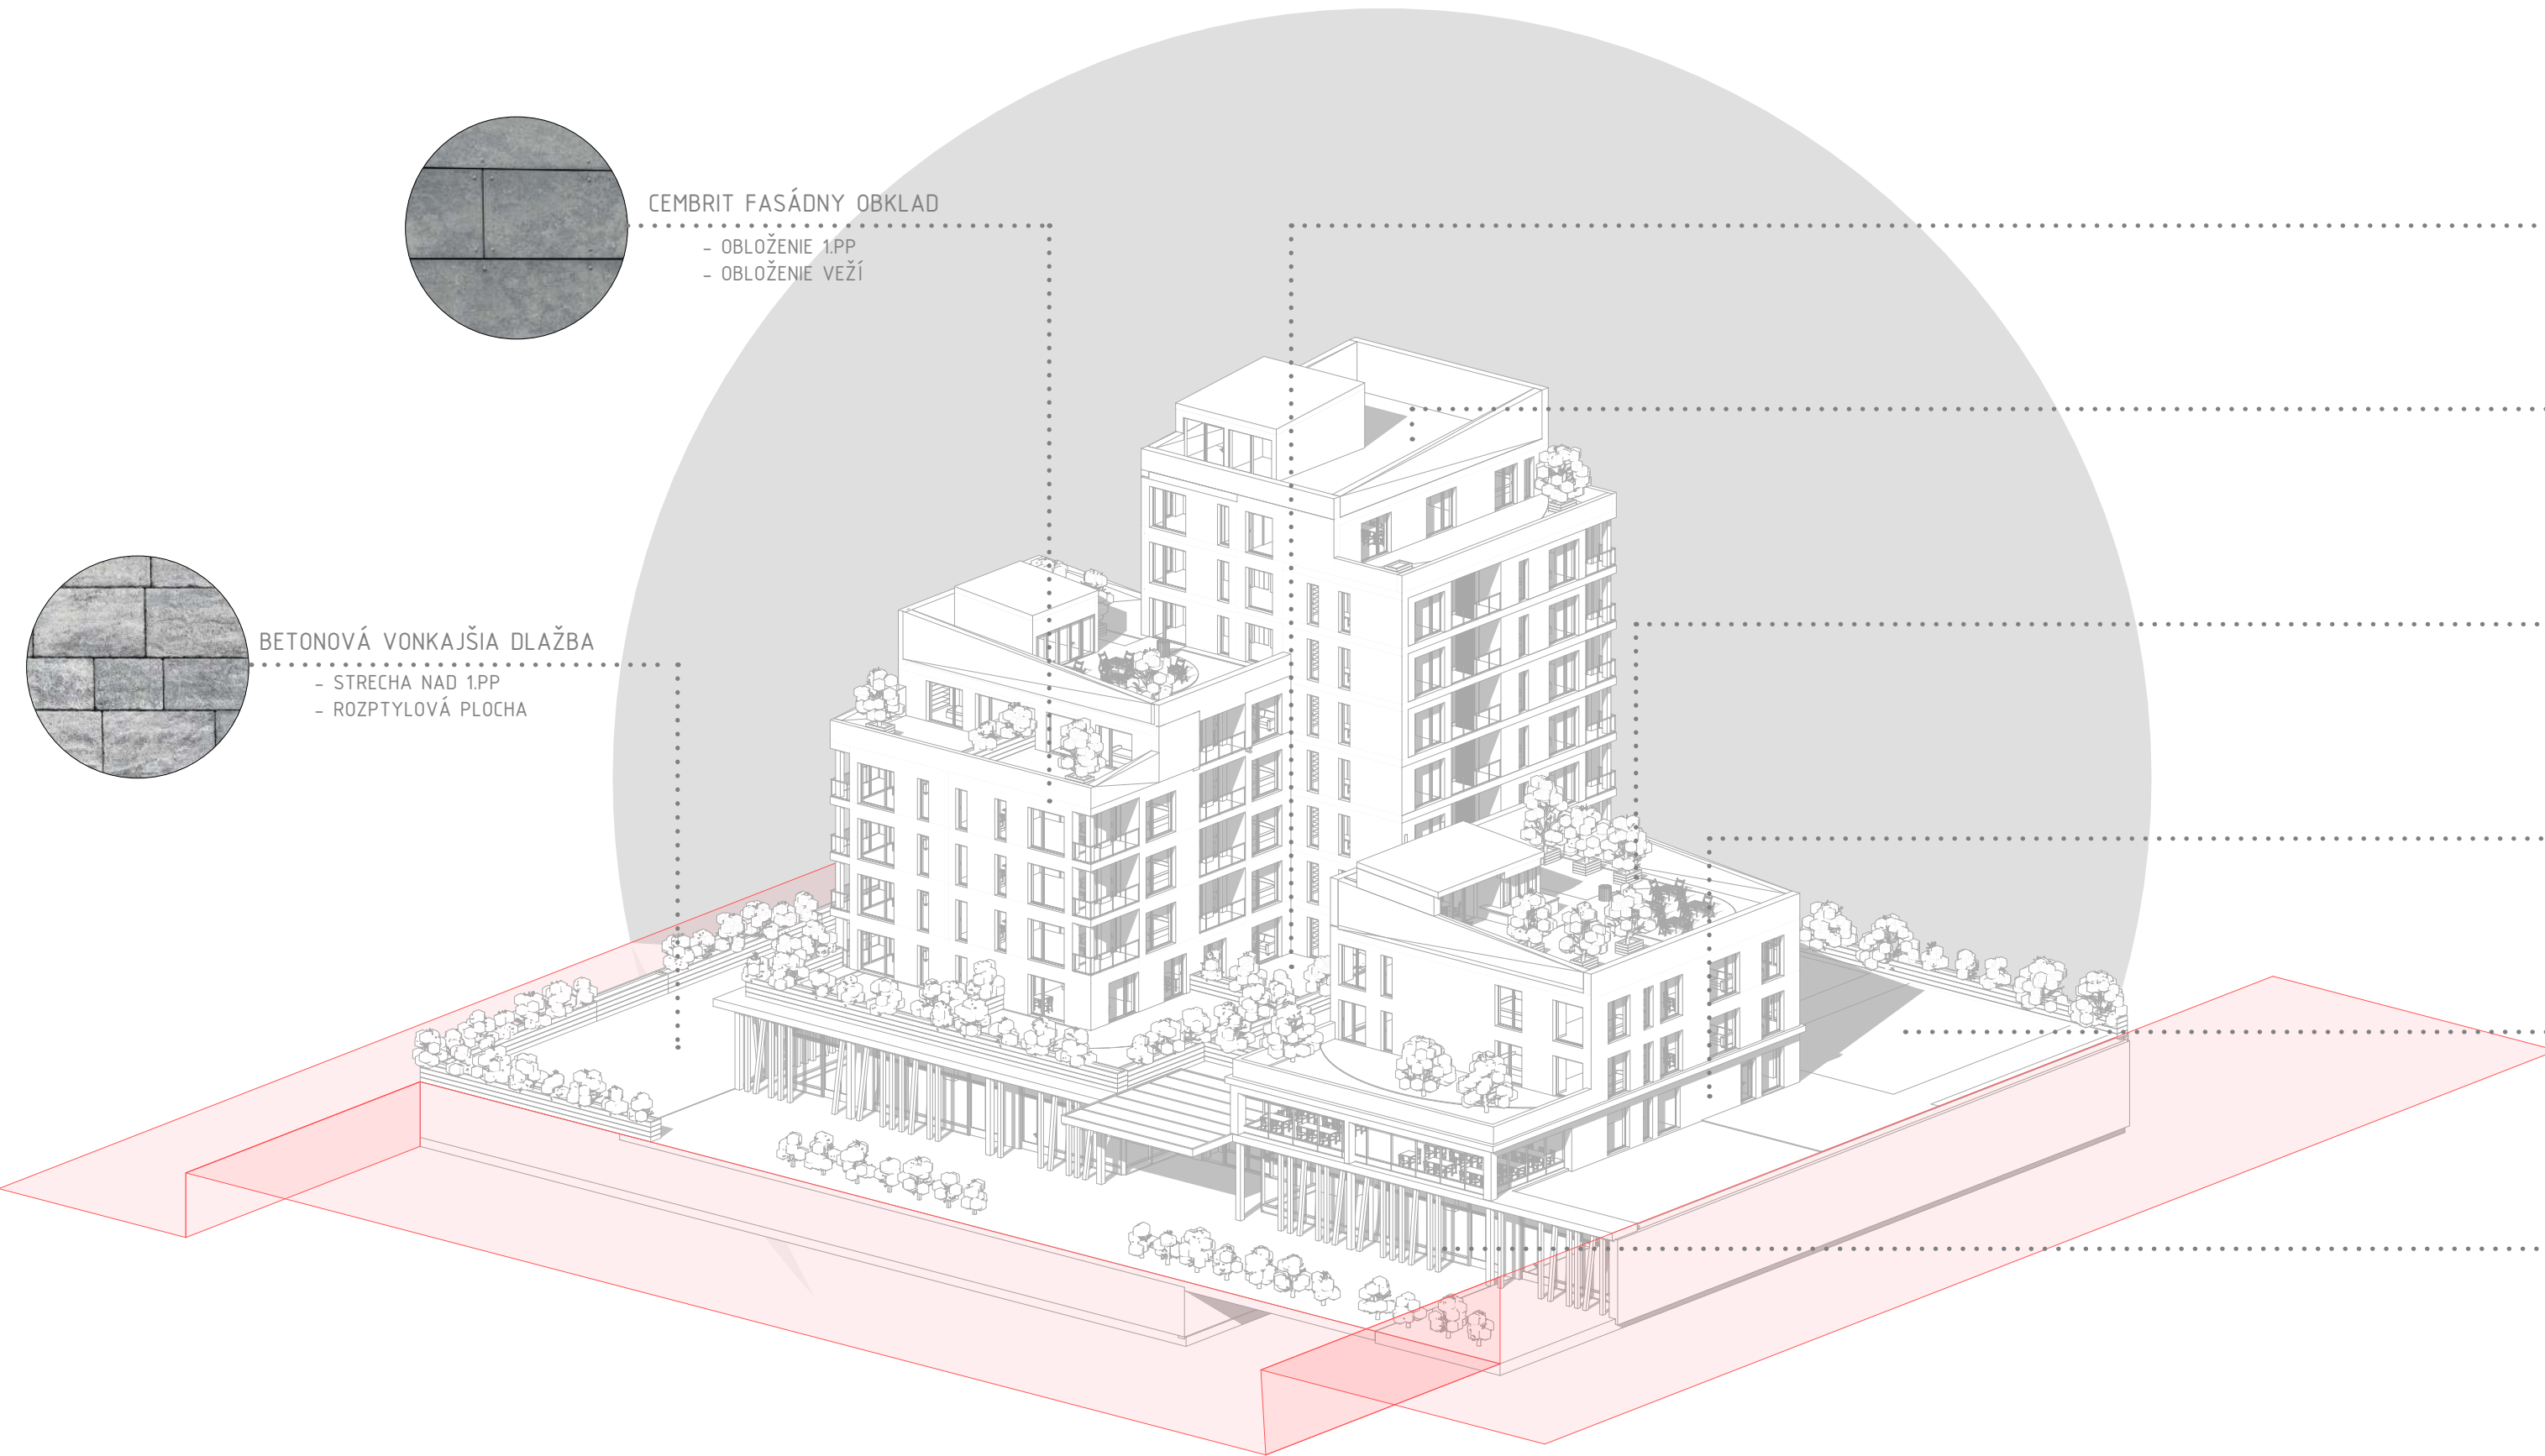 CEMBRIT FASÁDNY OBKLAD
- OBLOŽENIE 1.PP
- OBLOŽENIE VEŽÍ
BETONOVÁ VONKAJŠIA DLAŽBA
- STRECHA NAD 1.PP
- ROZPTYLOVÁ PLOCHA